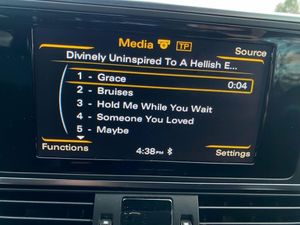 Media TP
Source
Divinely Uninspired To A Hellish E...
1 - Grace 0:04
2 - Bruises
3 - Hold Me While You Wait
4 - Someone You Loved
5 - Maybe
Functions 4:38PM Settings